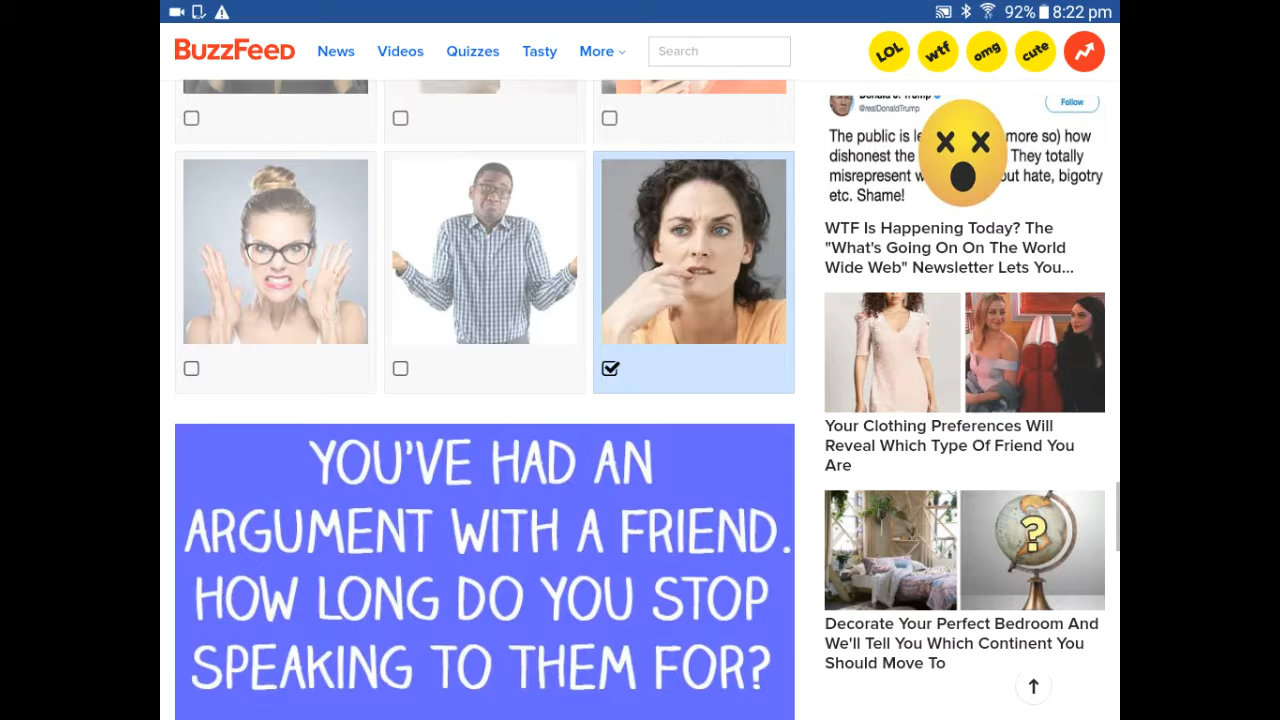 92% 8:22 pm
BuzzFeed News Videos Quizzes Tasty More Search LOL wtf omg cute
Donald J. Trump
@realDonaldTrump
Follow
The public is le more so) how
dishonest the They totally
misrepresent w out hate, bigotry
etc. Shame!
WTF Is Happening Today? The
"What's Going On On The World
Wide Web" Newsletter Lets You...
Your Clothing Preferences Will
Reveal Which Type Of Friend You
Are
?
Decorate Your Perfect Bedroom And
We'll Tell You Which Continent You
Should Move To
YOU'VE HAD AN
ARGUMENT WITH A FRIEND.
HOW LONG DO YOU STOP
SPEAKING TO THEM FOR?